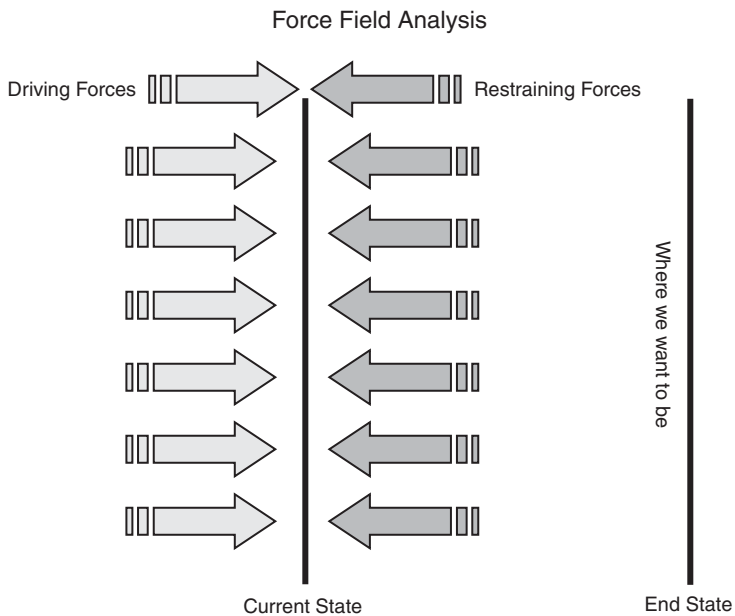 Force Field Analysis
Driving Forces
Restraining Forces
Where we want to be
Current State
End State